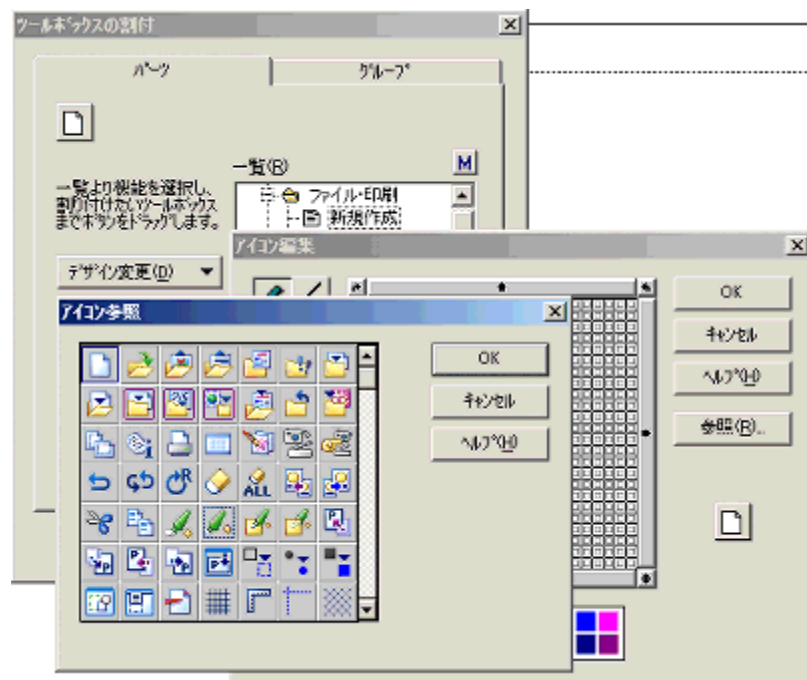 ツールボックスの割付
パーツ
グループ
一覧(R)
M
一覧より機能を選択し、
割り付けたいツールボックス
までボタンをドラッグします。
ファイル・印刷
新規作成
デザイン変更(D)
アイコン編集
OK
キャンセル
ヘルプ(H)
参照(R)...
アイコン参照
OK
キャンセル
ヘルプ(H)
R
ALL
P
P
P
P
P